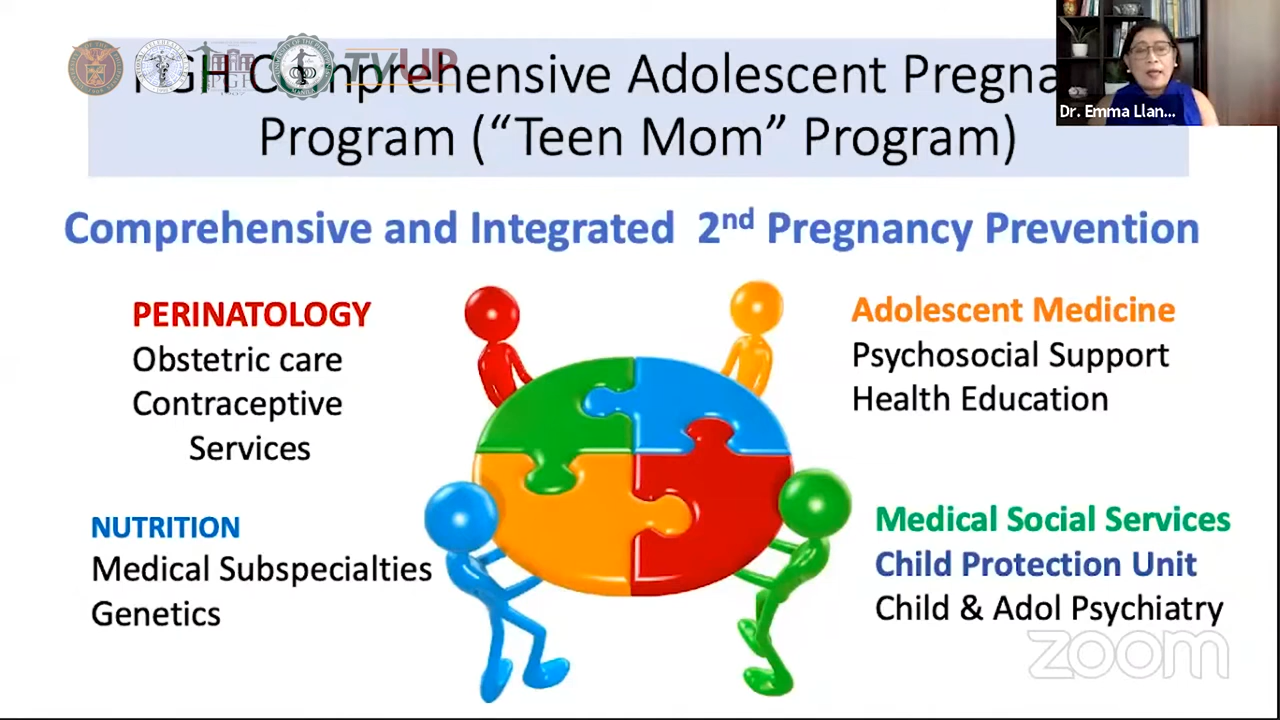 PGH Comprehensive Adolescent Pregna
Program (“Teen Mom” Program)
TVUP
Dr. Emma Llan...
Comprehensive and Integrated 2nd Pregnancy Prevention
PERINATOLOGY
Obstetric care
Contraceptive
Services
Adolescent Medicine
Psychosocial Support
Health Education
NUTRITION
Medical Subspecialties
Genetics
Medical Social Services
Child Protection Unit
Child & Adol Psychiatry
zoom